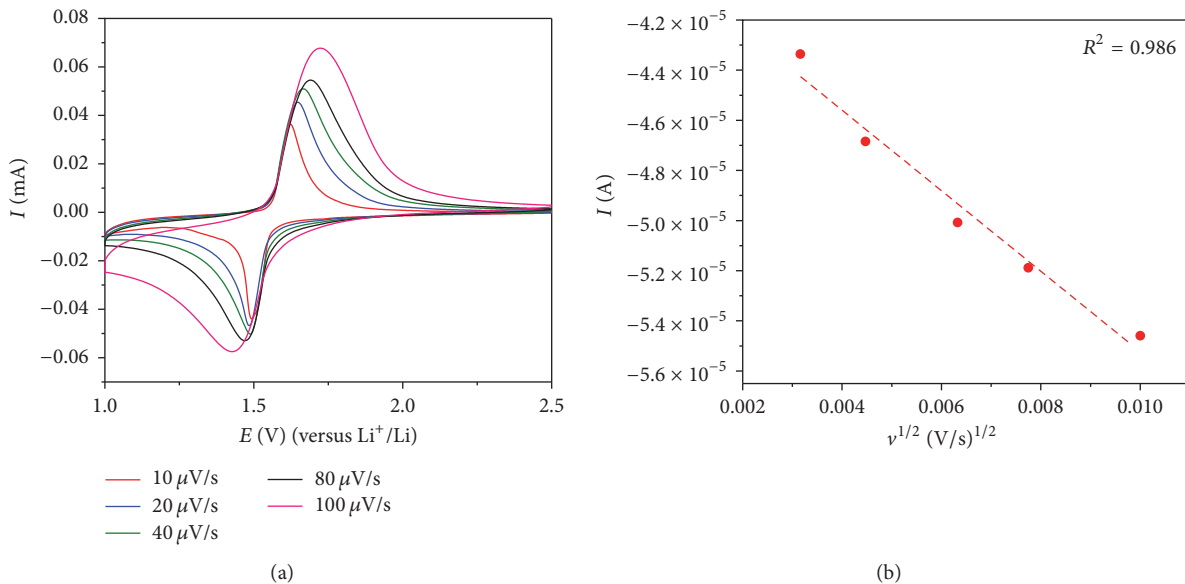 0.08
0.06
0.04
0.02
0.00
−0.02
−0.04
−0.06
I (mA)
1.0 1.5 2.0 2.5
E (V) (versus Li⁺/Li)
10 μV/s
20 μV/s
40 μV/s
80 μV/s
100 μV/s
(a)
−4.2 × 10⁻⁵
−4.4 × 10⁻⁵
−4.6 × 10⁻⁵
−4.8 × 10⁻⁵
−5.0 × 10⁻⁵
−5.2 × 10⁻⁵
−5.4 × 10⁻⁵
−5.6 × 10⁻⁵
I (A)
R² = 0.986
0.002 0.004 0.006 0.008 0.010
ν¹ᐟ² (V/s)¹ᐟ²
(b)